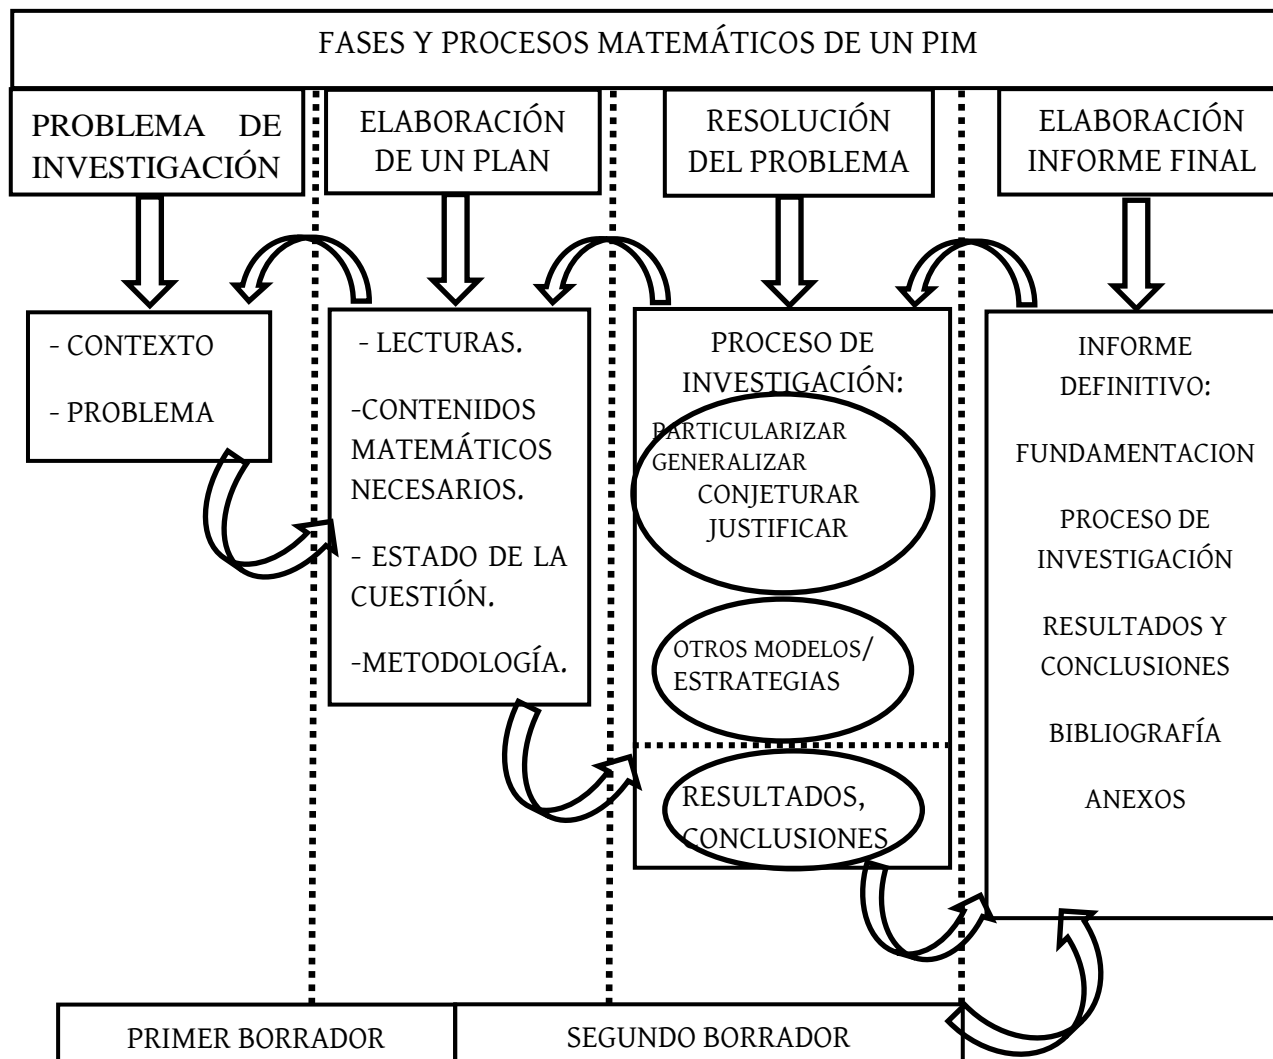 FASES Y PROCESOS MATEMÁTICOS DE UN PIM
PROBLEMA DE
INVESTIGACIÓN
ELABORACIÓN
DE UN PLAN
RESOLUCIÓN
DEL PROBLEMA
ELABORACIÓN
INFORME FINAL
- CONTEXTO
- PROBLEMA
- LECTURAS.
-CONTENIDOS
MATEMÁTICOS
NECESARIOS.
- ESTADO DE LA
CUESTIÓN.
-METODOLOGÍA.
PROCESO DE
INVESTIGACIÓN:
PARTICULARIZAR
GENERALIZAR
CONJETURAR
JUSTIFICAR
OTROS MODELOS/
ESTRATEGIAS
RESULTADOS,
CONCLUSIONES
INFORME
DEFINITIVO:
FUNDAMENTACION
PROCESO DE
INVESTIGACIÓN
RESULTADOS Y
CONCLUSIONES
BIBLIOGRAFÍA
ANEXOS
PRIMER BORRADOR
SEGUNDO BORRADOR